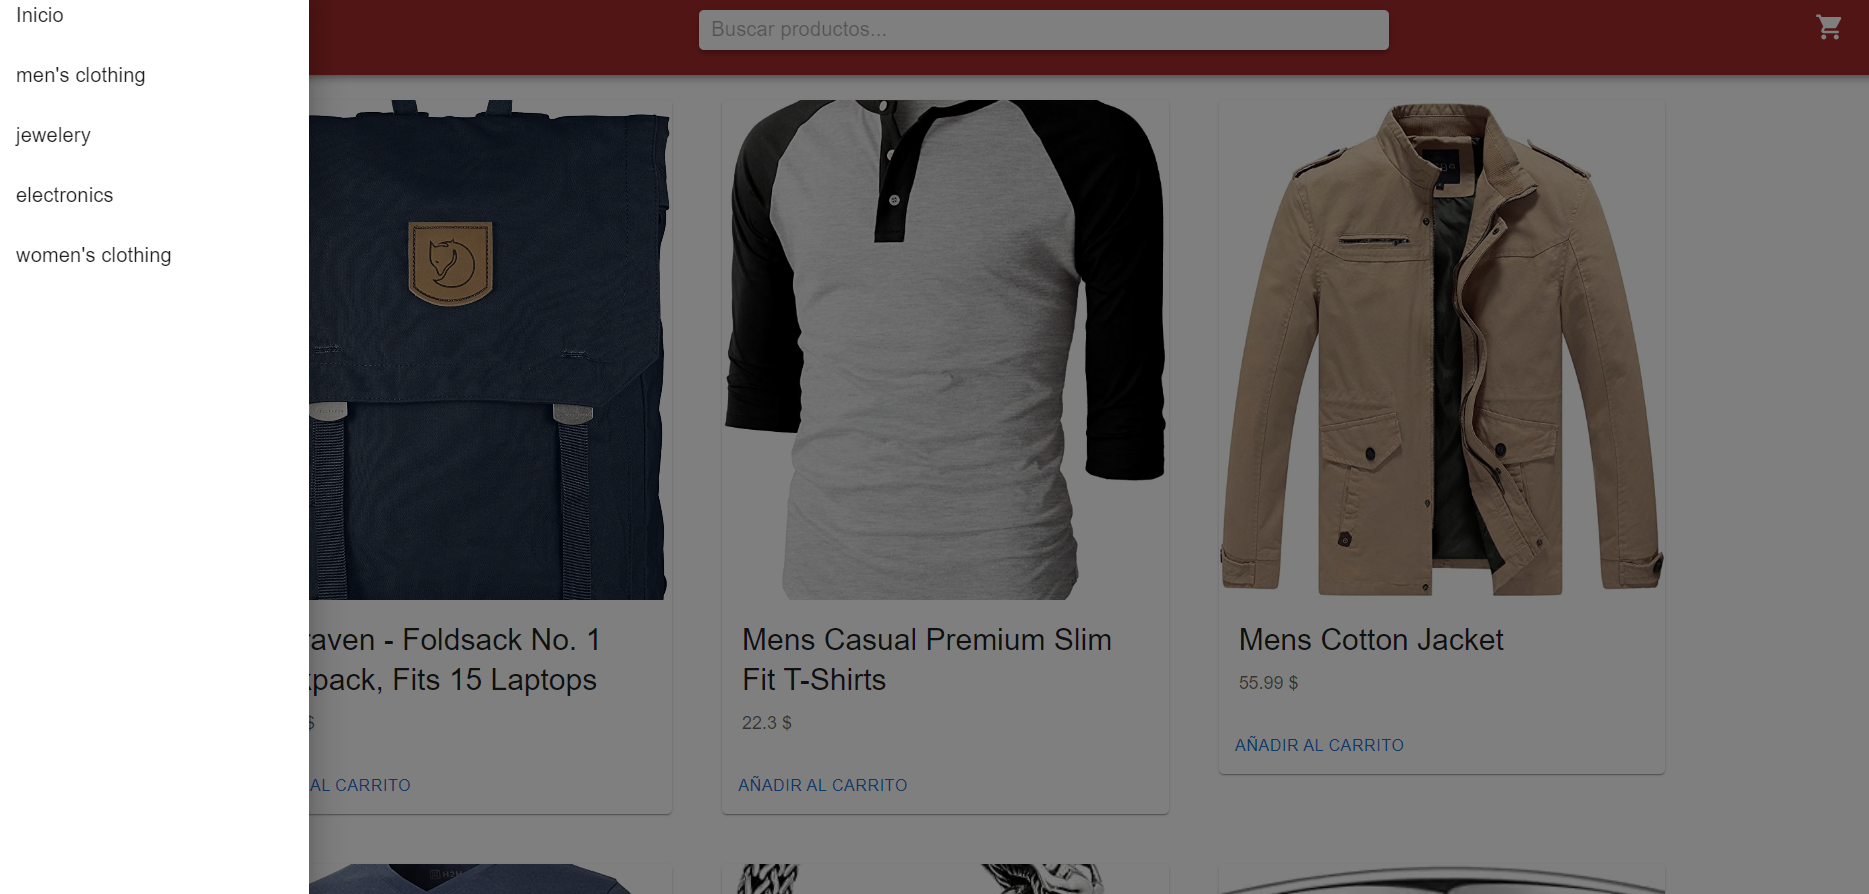 Inicio
men's clothing
jewelery
electronics
women's clothing
Buscar productos...
raven - Foldsack No. 1
pack, Fits 15 Laptops
$
AL CARRITO
Mens Casual Premium Slim
Fit T-Shirts
22.3 $
AÑADIR AL CARRITO
Mens Cotton Jacket
55.99 $
AÑADIR AL CARRITO